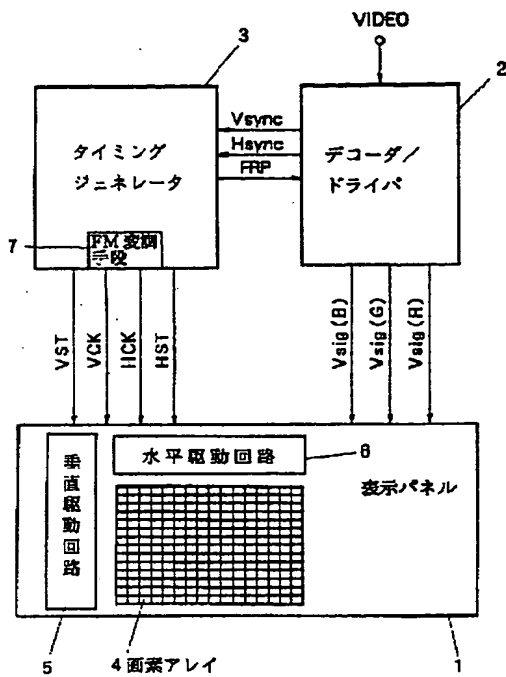 VIDEO
3
2
Vsync
Hsync
FRP
タイミング
ジェネレータ
デコーダ/
ドライバ
7
FM変調
手段
VST
VCK
HCK
HST
Vsig(B)
Vsig(G)
Vsig(R)
水平駆動回路
6
垂直駆動回路
表示パネル
5
4画素アレイ
1